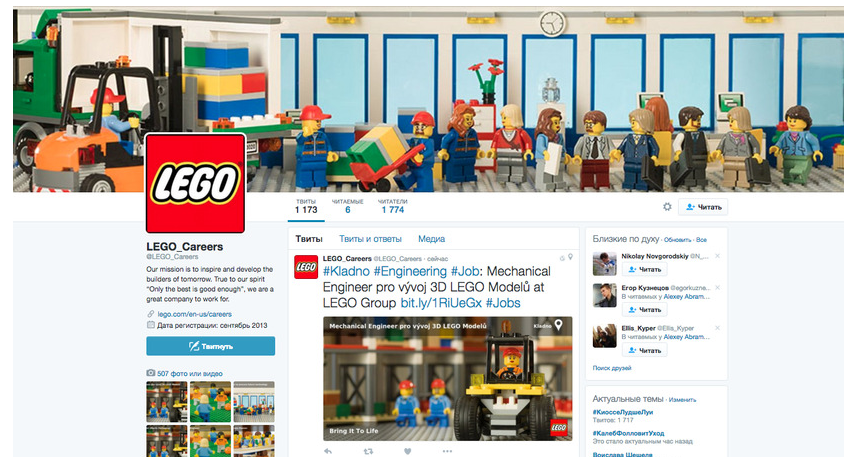 LEGO
ТВИТЫ
1 173
ЧИТАЕМЫЕ
6
ЧИТАТЕЛИ
1 774
Читать
LEGO_Careers
@LEGO_Careers
Our mission is to inspire and develop the
builders of tomorrow. True to our spirit
"Only the best is good enough", we are a
great company to work for.
lego.com/en-us/careers
Дата регистрации: сентябрь 2013
Твитнуть
507 фото или видео
Твиты Твиты и ответы Медиа
LEGO
LEGO_Careers @LEGO_Careers · сейчас
#Kladno #Engineering #Job: Mechanical
Engineer pro vývoj 3D LEGO Modelů at
LEGO Group bit.ly/1RiUeGx #Jobs
Mechanical Engineer pro vývoj 3D LEGO Modelů
Kladno
Bring It To Life
LEGO
Близкие по духу · Обновить · Все
Nikolay Novgorodskiy @N_...
Читать
Егор Кузнецов @egorkuzne...
В читаемых у Alexey Abram...
Читать
Ellis_Kyper @Ellis_Kyper
В читаемых у Alexey Abram...
Читать
Поиск друзей
Актуальные темы · Изменить
#КиоссеЛудшеЛуи
Твитов: 1 717
#КалебФолловитУход
Это стало актуальным час назад
Врислава Шешеля